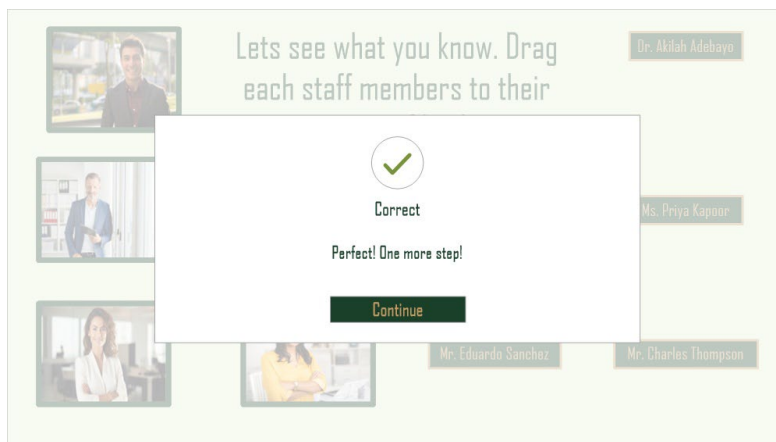 Lets see what you know. Drag
each staff members to their
Dr. Akilah Adebayo
Correct
Perfect! One more step!
Continue
Ms. Priya Kapoor
Mr. Eduardo Sanchez
Mr. Charles Thompson